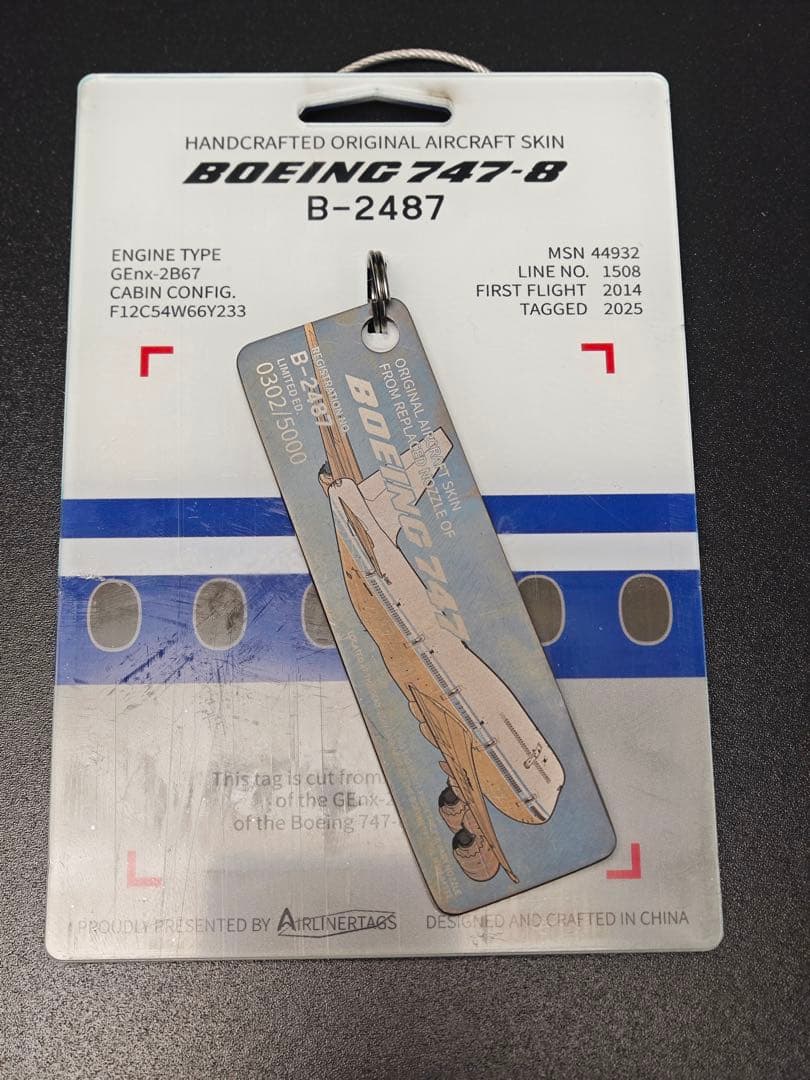 HANDCRAFTED ORIGINAL AIRCRAFT SKIN
BOEING 747-8
B-2487
ENGINE TYPE
GEnx-2B67
CABIN CONFIG.
F12C54W66Y233
MSN 44932
LINE NO. 1508
FIRST FLIGHT 2014
TAGGED 2025
ORIGINAL AIRCRAFT SKIN
FROM REPLACED NOZZLE OF
BOEING 747
REGISTRATION NO.
B-2487
LIMITED ED.
0302/5000
This tag is cut from
of the GEnx-2
of the Boeing 747-
PROUDLY PRESENTED BY AIRLINERTAGS
DESIGNED AND CRAFTED IN CHINA